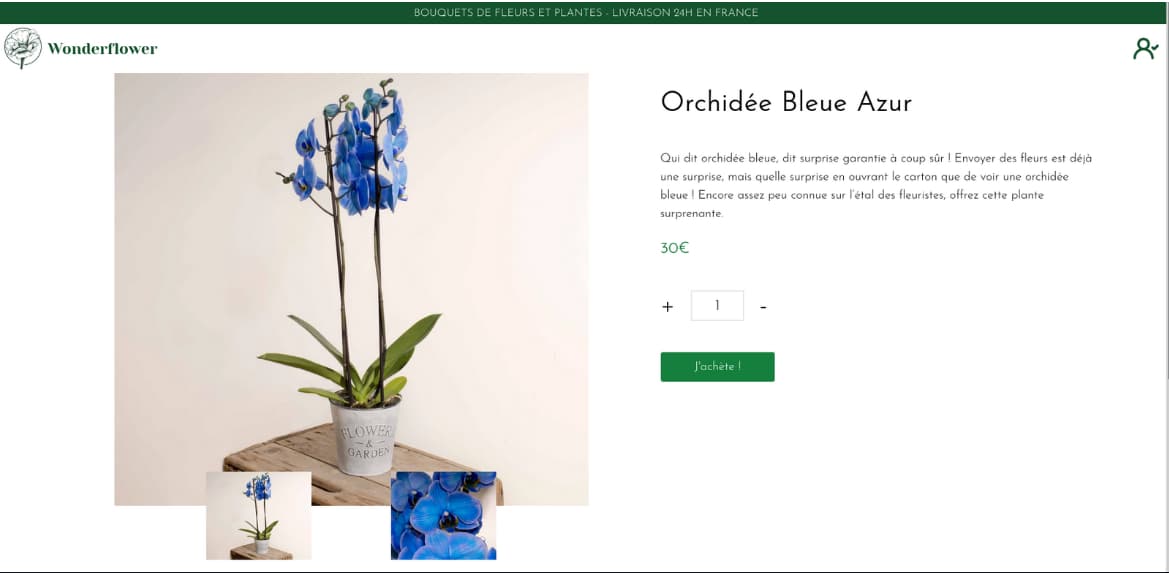 BOUQUETS DE FLEURS ET PLANTES - LIVRAISON 24H EN FRANCE
Wonderflower
Orchidée Bleue Azur
Qui dit orchidée bleue, dit surprise garantie à coup sûr ! Envoyer des fleurs est déjà
une surprise, mais quelle surprise en ouvrant le carton que de voir une orchidée
bleue ! Encore assez peu connue sur l'étal des fleuristes, offrez cette plante
surprenante.
30€
+ 1 -
J'achète !
FLOWER
&
GARDEN